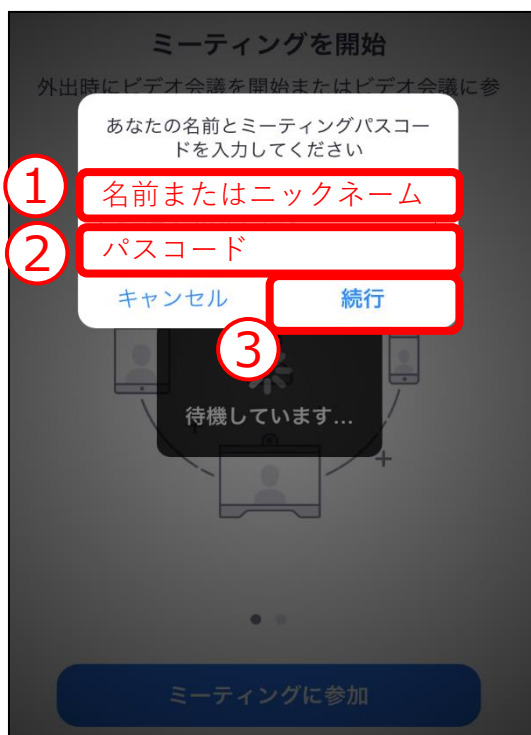 ミーティングを開始
外出時にビデオ会議を開始またはビデオ会議に参
あなたの名前とミーティングパスコー
ドを入力してください
① 名前またはニックネーム
② パスコード
キャンセル 続行
③
待機しています...
ミーティングに参加